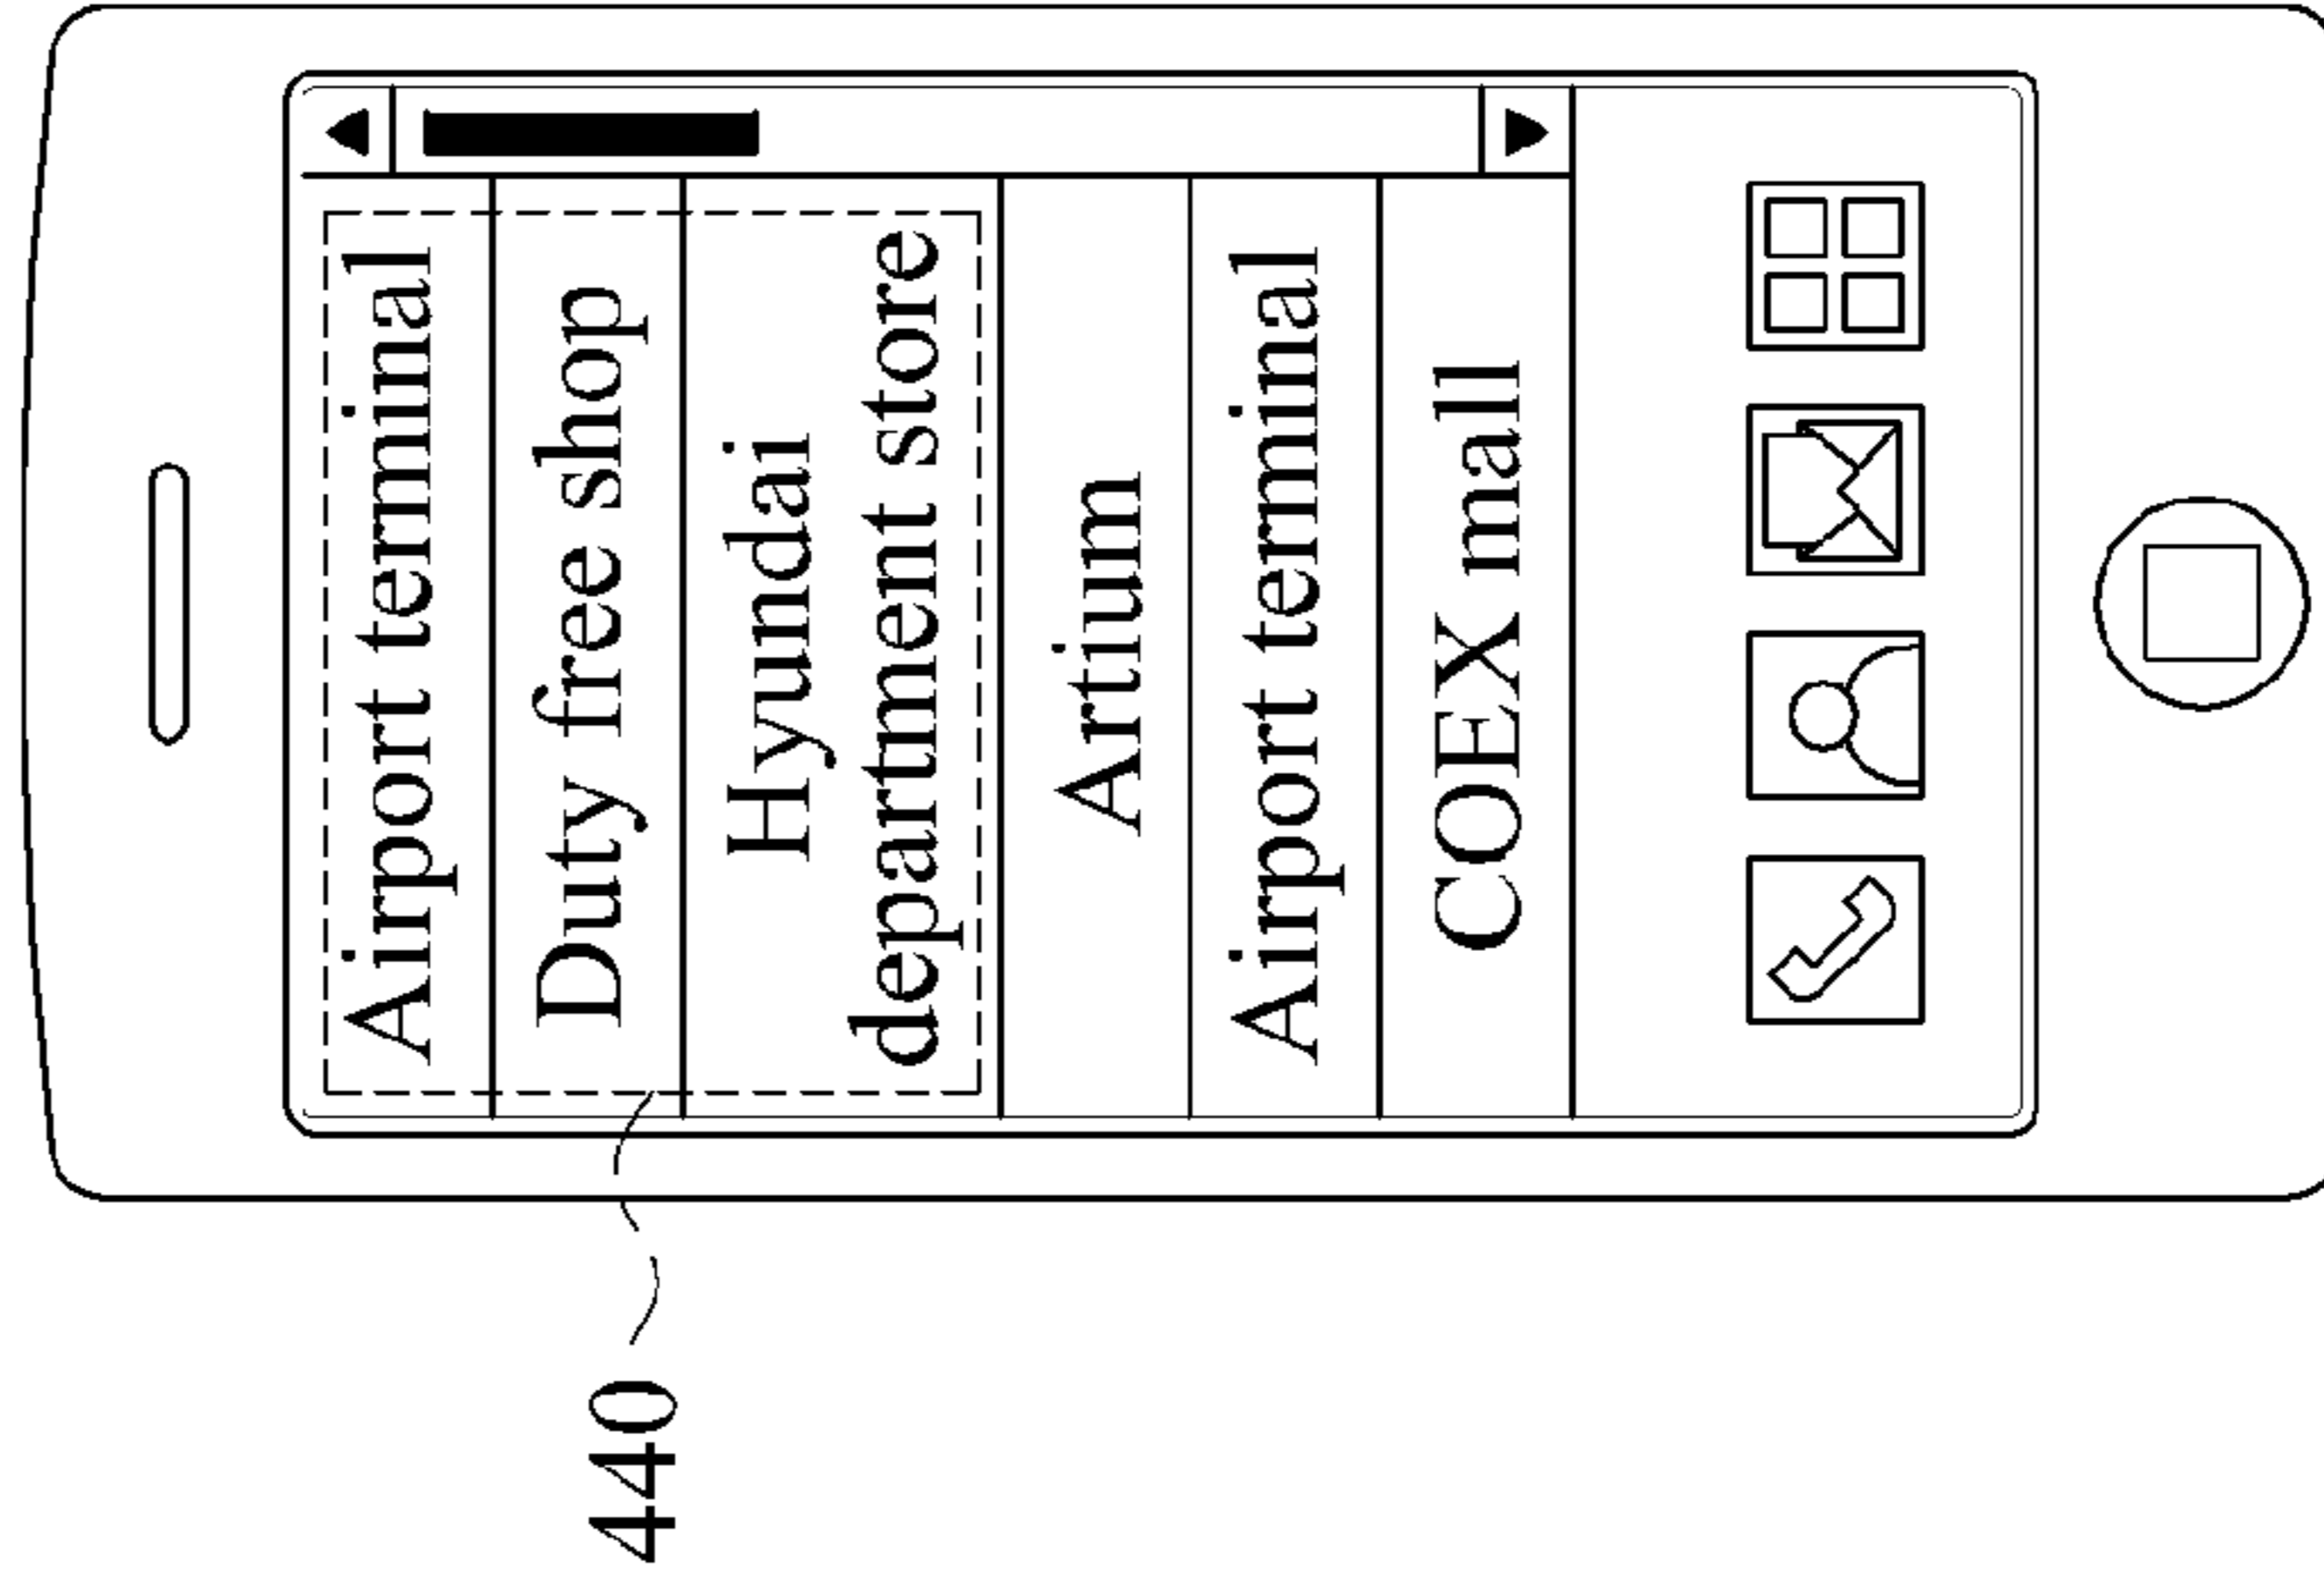 Airport terminal
Duty free shop
Hyundai
department store
Artium
Airport terminal
COEX mall
440